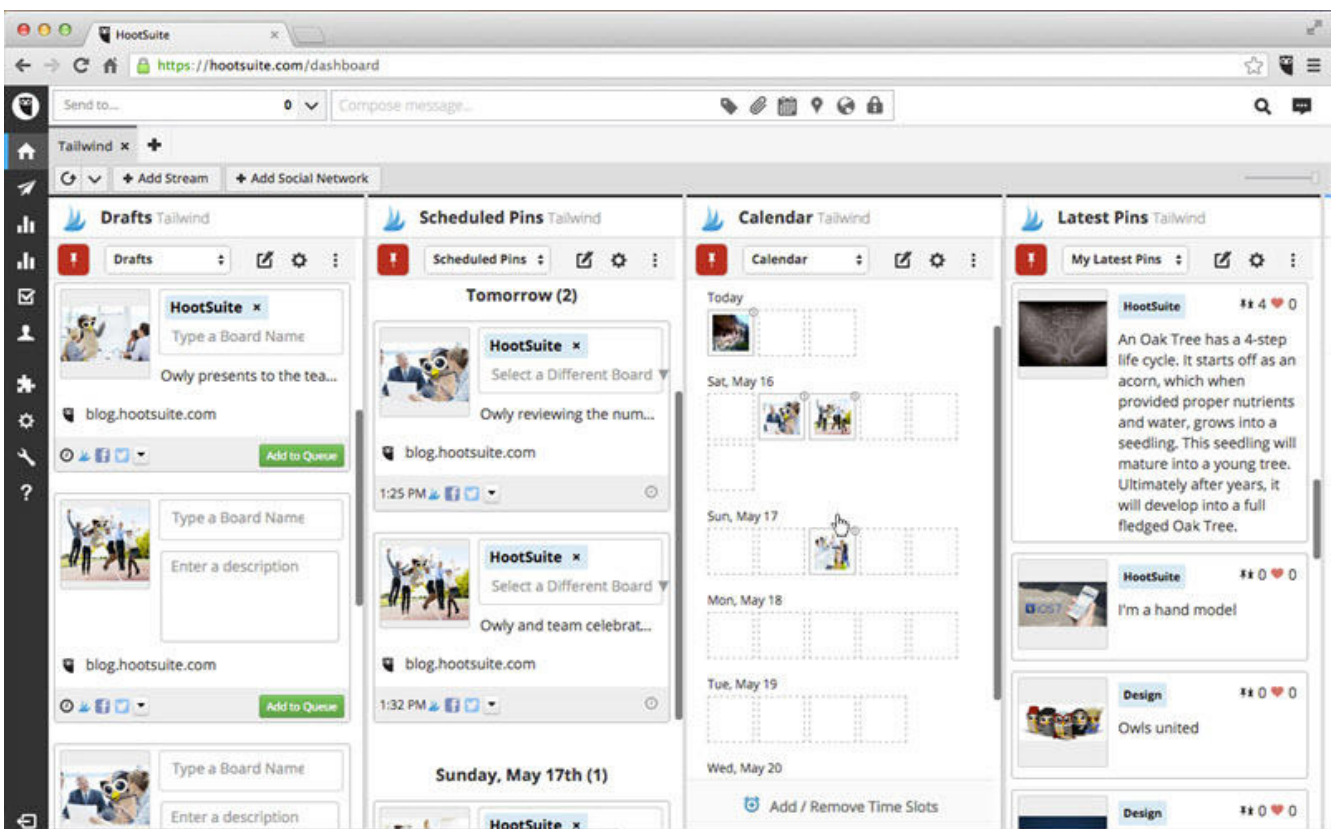 HootSuite ×
https://hootsuite.com/dashboard
Send to... 0 Compose message...
Tailwind × +
+ Add Stream + Add Social Network
Drafts Tailwind
Drafts
HootSuite ×
Type a Board Name
Owly presents to the tea...
blog.hootsuite.com
Add to Queue
Type a Board Name
Enter a description
blog.hootsuite.com
Add to Queue
Type a Board Name
Enter a description
Scheduled Pins Tailwind
Scheduled Pins
Tomorrow (2)
HootSuite ×
Select a Different Board
Owly reviewing the num...
blog.hootsuite.com
1:25 PM
HootSuite ×
Select a Different Board
Owly and team celebrat...
blog.hootsuite.com
1:32 PM
Sunday, May 17th (1)
HootSuite ×
Calendar Tailwind
Calendar
Today
Sat, May 16
Sun, May 17
Mon, May 18
Tue, May 19
Wed, May 20
Add / Remove Time Slots
Latest Pins Tailwind
My Latest Pins
HootSuite 4 0
An Oak Tree has a 4-step
life cycle. It starts off as an
acorn, which when
provided proper nutrients
and water, grows into a
seedling. This seedling will
mature into a young tree.
Ultimately after years, it
will develop into a full
fledged Oak Tree.
HootSuite 0 0
iOS7
I'm a hand model
Design 0 0
Owls united
Design 0 0